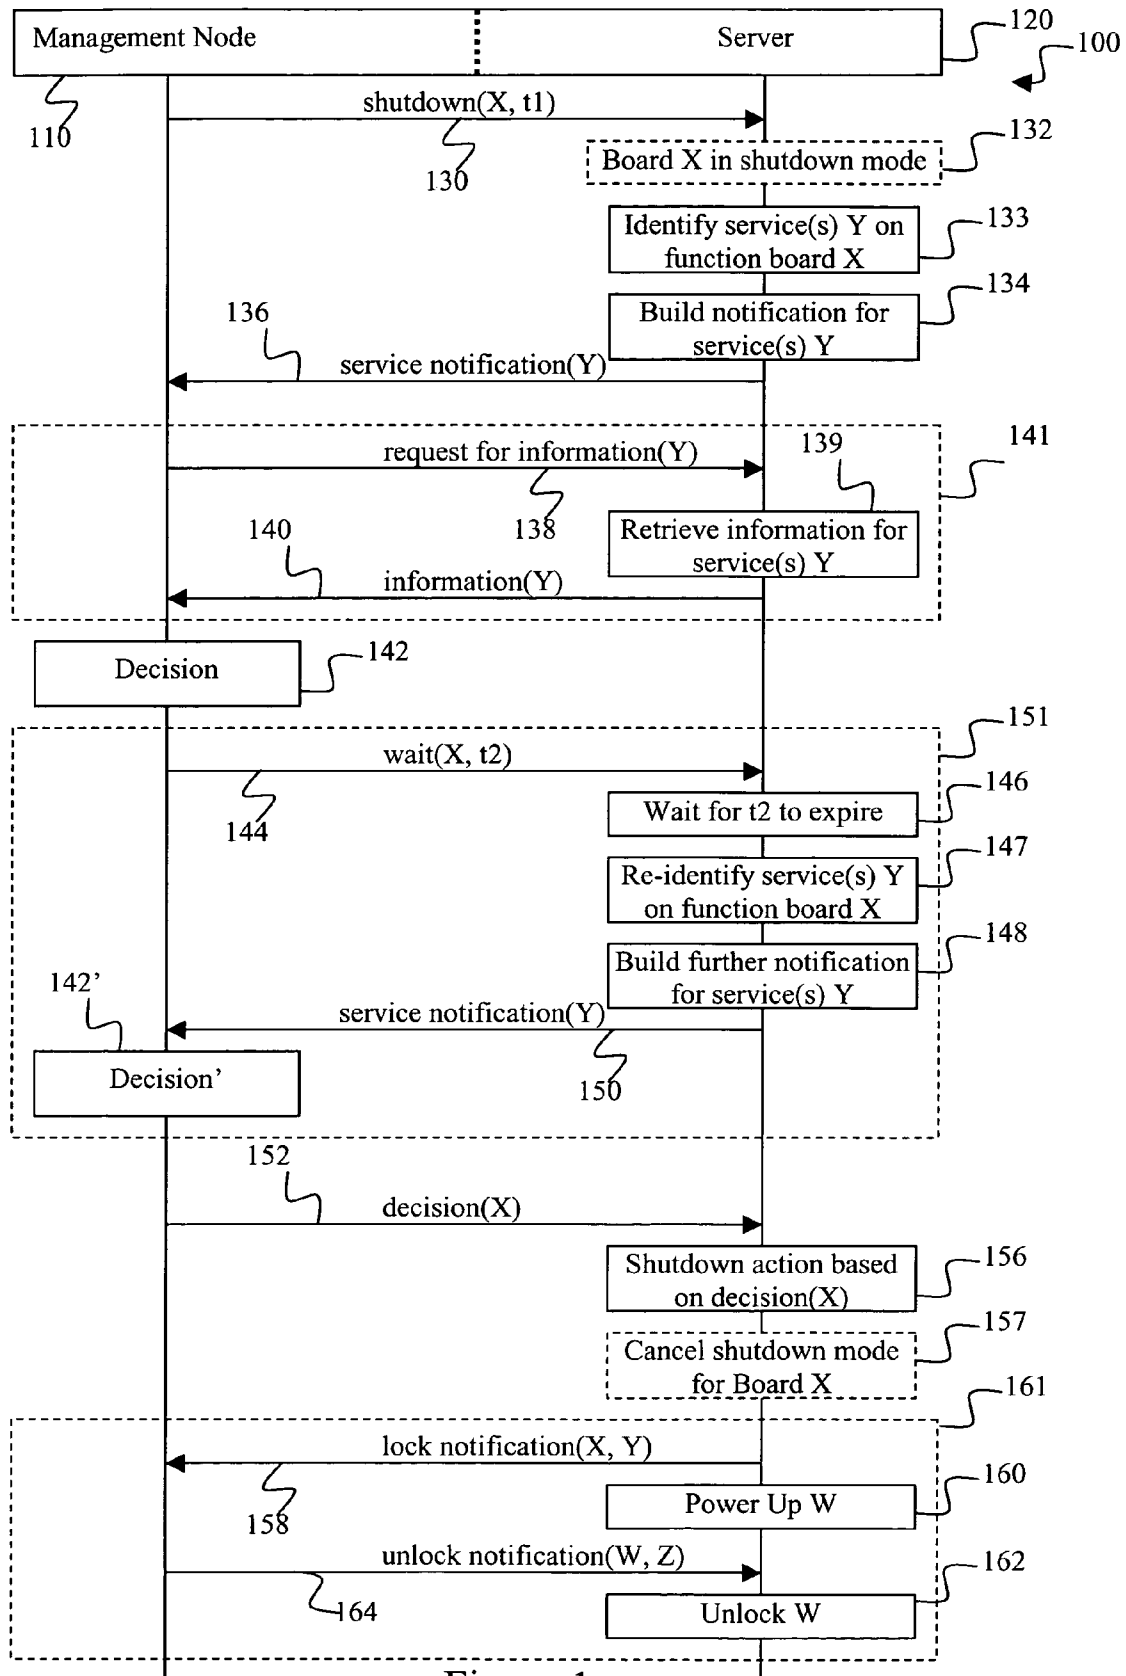 120
Management Node
Server
100
shutdown(X, t1)
110
132
130
Board X in shutdown mode
Identify service(s) Y on
function board X
133
134
136
Build notification for
service(s) Y
service notification(Y)
141
request for information(Y)
139
138
140
Retrieve information for
service(s) Y
information(Y)
142
Decision
151
wait(X, t2)
146
144
Wait for t2 to expire
147
Re-identify service(s) Y
on function board X
148
Build further notification
for service(s) Y
142’
service notification(Y)
Decision’
150
152
decision(X)
156
Shutdown action based
on decision(X)
157
Cancel shutdown mode
for Board X
161
lock notification(X, Y)
160
158
Power Up W
unlock notification(W, Z)
162
164
Unlock W